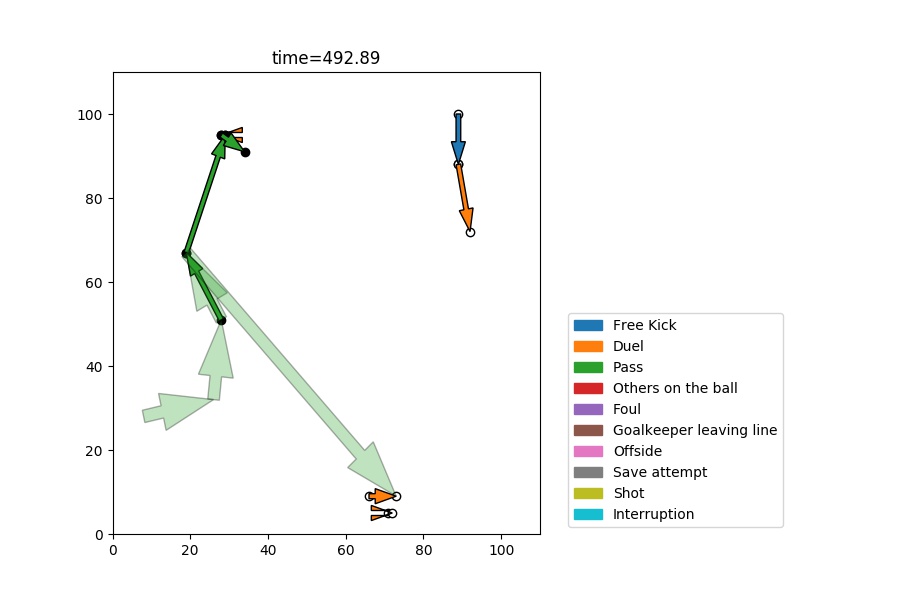 time=492.89
100
80
60
40
20
0
0 20 40 60 80 100
Free Kick
Duel
Pass
Others on the ball
Foul
Goalkeeper leaving line
Offside
Save attempt
Shot
Interruption